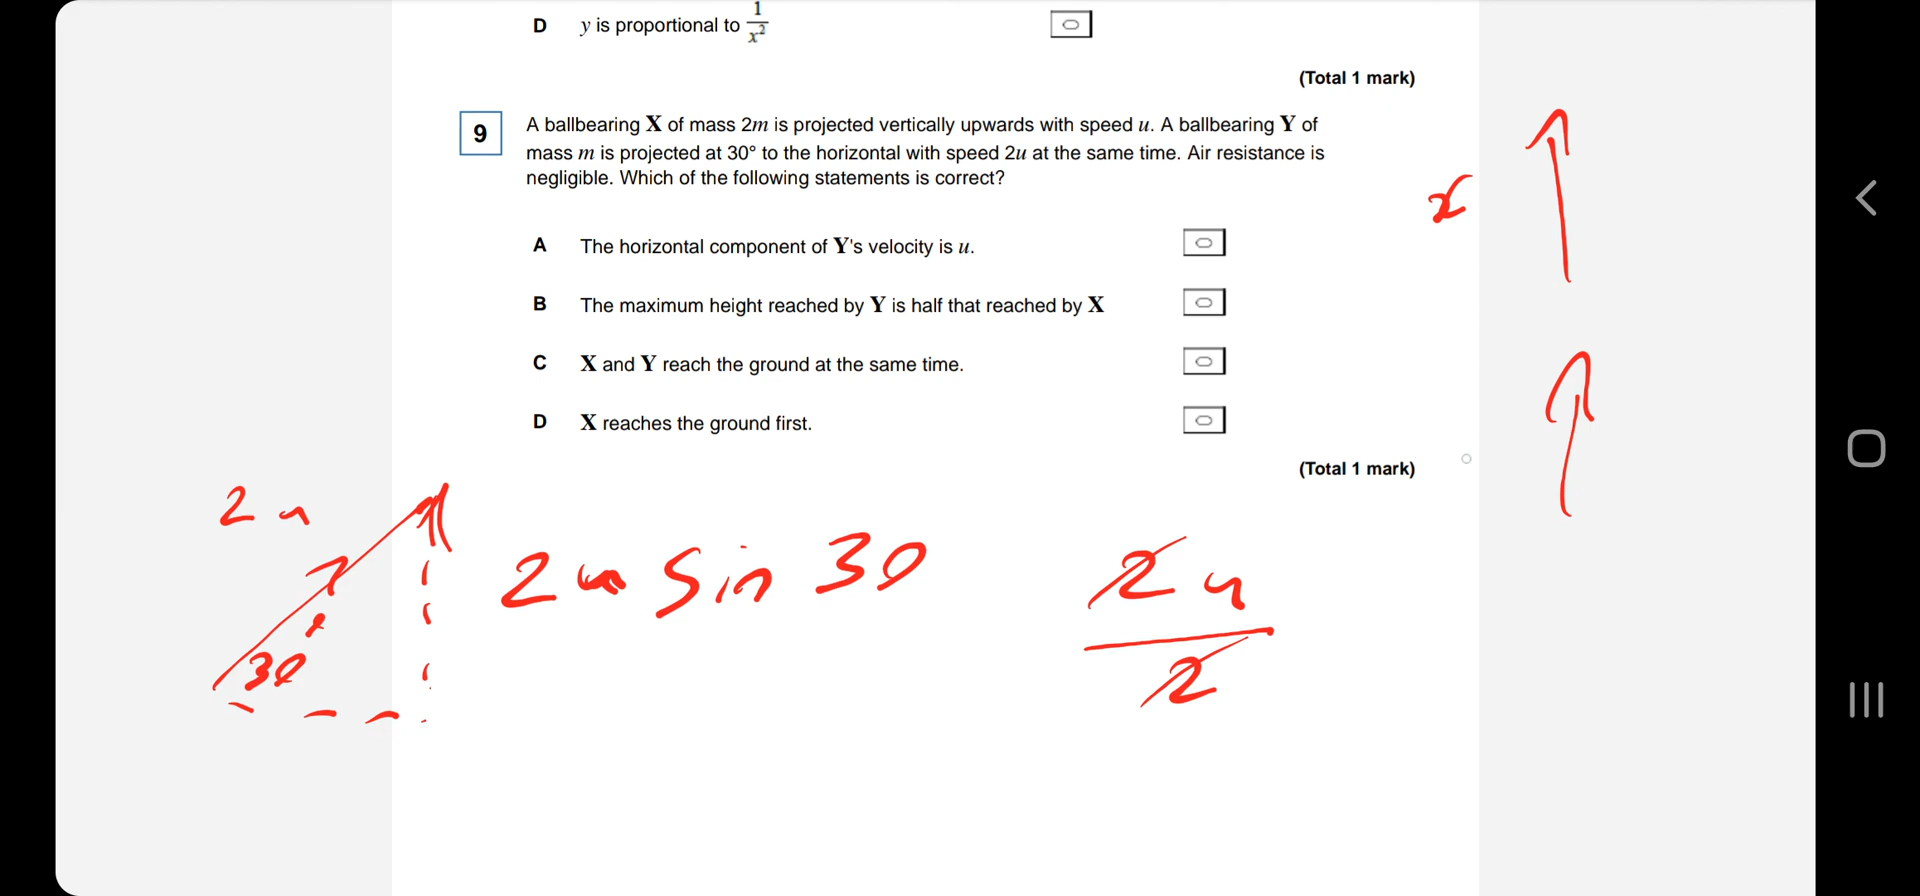 D y is proportional to 1/x²
(Total 1 mark)
9 A ballbearing X of mass 2m is projected vertically upwards with speed u. A ballbearing Y of
mass m is projected at 30° to the horizontal with speed 2u at the same time. Air resistance is
negligible. Which of the following statements is correct?
x
A The horizontal component of Y's velocity is u.
B The maximum height reached by Y is half that reached by X
C X and Y reach the ground at the same time.
D X reaches the ground first.
(Total 1 mark)
2u
30
2u sin 30
2u
2